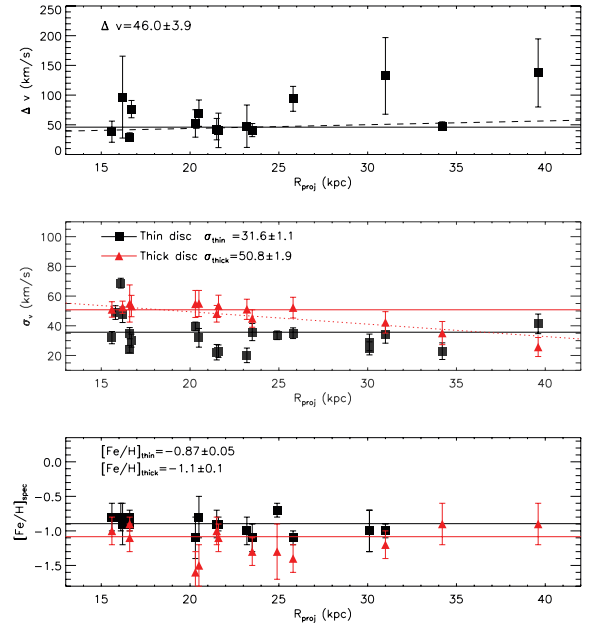 Δ v=46.0±3.9
250
200
150
100
50
0
Δ v (km/s)
15 20 25 30 35 40
R_proj (kpc)
Thin disc σ_thin =31.6±1.1
Thick disc σ_thick=50.8±1.9
100
80
60
40
20
σ_v (km/s)
15 20 25 30 35 40
R_proj (kpc)
[Fe/H]_thin=−0.87±0.05
[Fe/H]_thick=−1.1±0.1
0.0
−0.5
−1.0
−1.5
[Fe/H]_spec
15 20 25 30 35 40
R_proj (kpc)